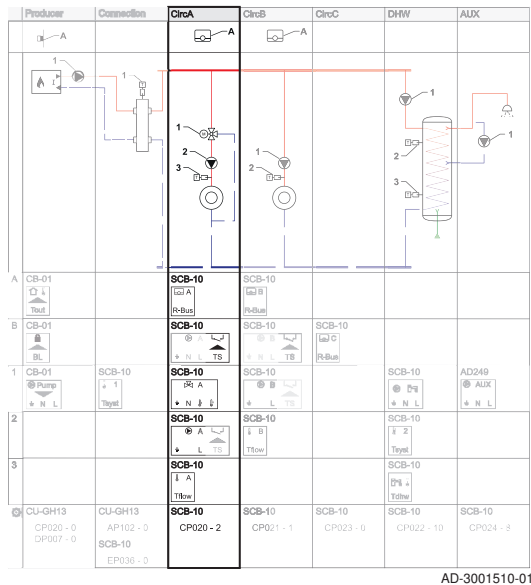 Producer Connection CircA CircB CircC DHW AUX
A A A
1 1 1
1 1 1
2 2 2
3 3
A CB-01 SCB-10 SCB-10
A B
Tout R-Bus R-Bus
B CB-01 SCB-10 SCB-10 SCB-10
A B C
BL N L TS N L TS R-Bus
1 CB-01 SCB-10 SCB-10 SCB-10 SCB-10 AD249
Pump 1 A B AUX
N L Tsyst N L TS N L N L
2 SCB-10 SCB-10 SCB-10
A B 2
L TS Tflow Tsyst
3 SCB-10 SCB-10
A
Tflow Tdhw
CU-GH13 CU-GH13 SCB-10 SCB-10 SCB-10 SCB-10 SCB-10
CP020 - 0 AP102 - 0 CP020 - 2 CP021 - 1 CP023 - 0 CP022 - 10 CP024 - 8
DP007 - 0 SCB-10
EP036 - 0
AD-3001510-01